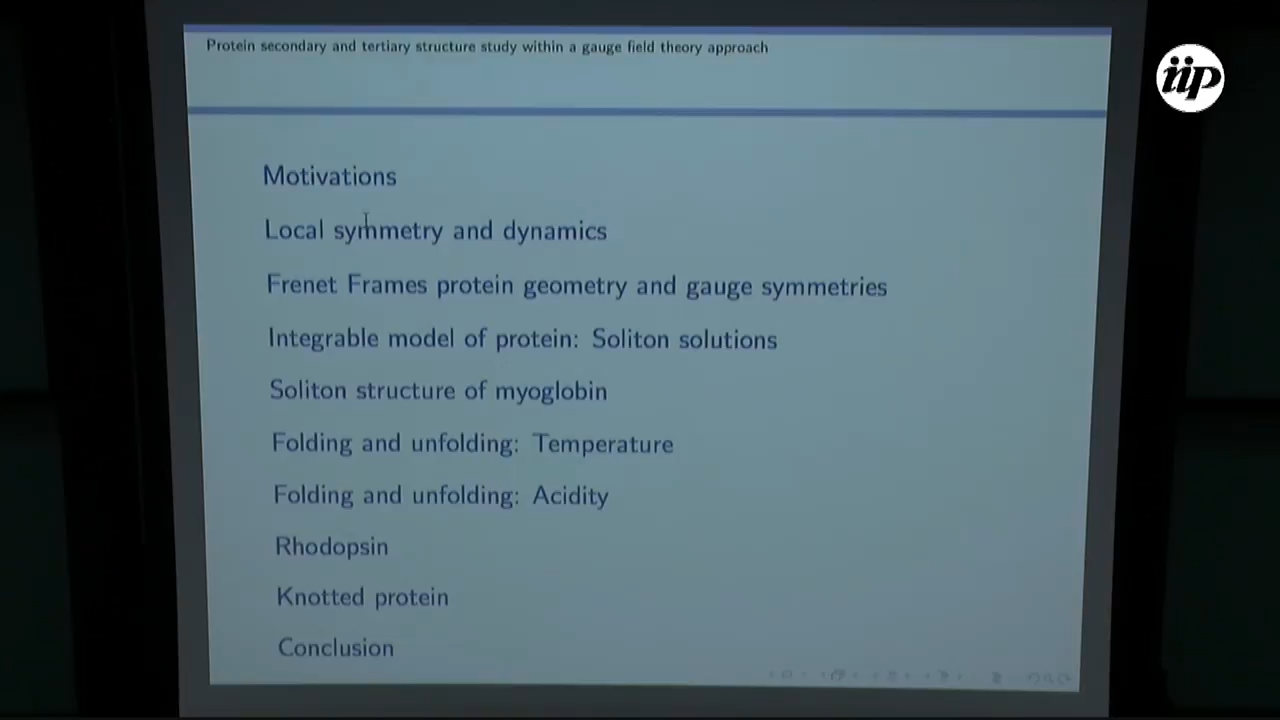 Protein secondary and tertiary structure study within a gauge field theory approach
iip
Motivations
Local symmetry and dynamics
Frenet Frames protein geometry and gauge symmetries
Integrable model of protein: Soliton solutions
Soliton structure of myoglobin
Folding and unfolding: Temperature
Folding and unfolding: Acidity
Rhodopsin
Knotted protein
Conclusion